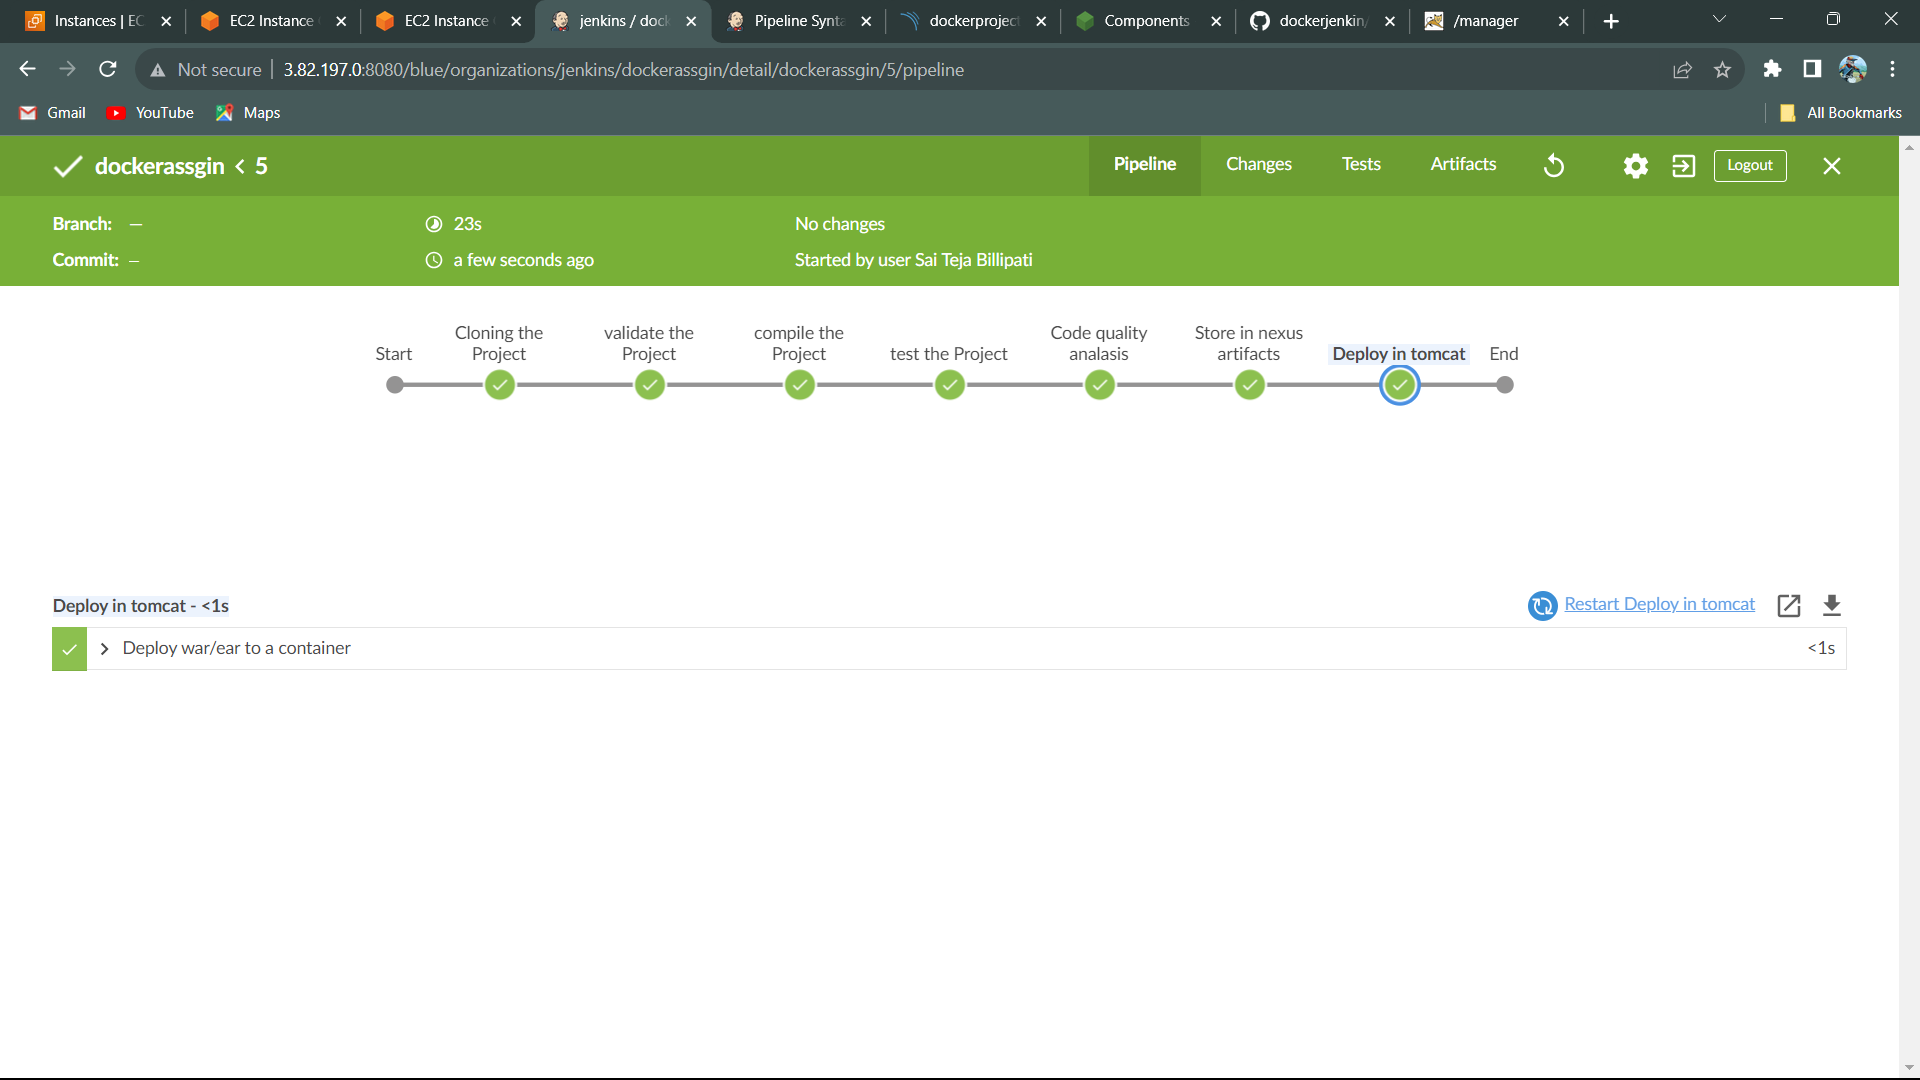 Instances | EC
EC2 Instance
EC2 Instance
jenkins / dock
Pipeline Synta
dockerproject
Components
dockerjenkin
/manager
Not secure
3.82.197.0:8080/blue/organizations/jenkins/dockerassgin/detail/dockerassgin/5/pipeline
Gmail
YouTube
Maps
All Bookmarks
dockerassgin < 5
Pipeline
Changes
Tests
Artifacts
Logout
Branch: —
23s
No changes
Commit: —
a few seconds ago
Started by user Sai Teja Billipati
Start
Cloning the
Project
validate the
Project
compile the
Project
test the Project
Code quality
analasis
Store in nexus
artifacts
Deploy in tomcat
End
Deploy in tomcat - <1s
Restart Deploy in tomcat
Deploy war/ear to a container
<1s